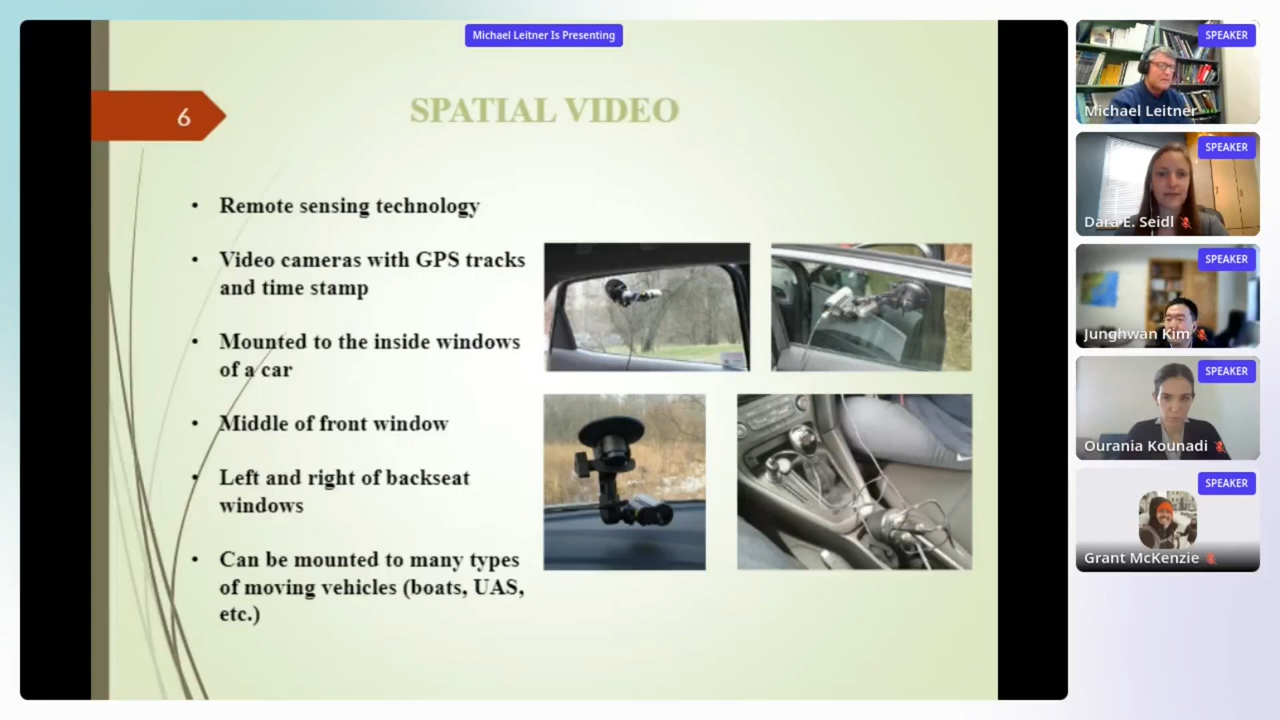 Michael Leitner Is Presenting
6
SPATIAL VIDEO
• Remote sensing technology
• Video cameras with GPS tracks
and time stamp
• Mounted to the inside windows
of a car
• Middle of front window
• Left and right of backseat
windows
• Can be mounted to many types
of moving vehicles (boats, UAS,
etc.)
SPEAKER
Michael Leitner
SPEAKER
Dara E. Seidl
SPEAKER
Junghwan Kim
SPEAKER
Ourania Kounadi
SPEAKER
Grant McKenzie